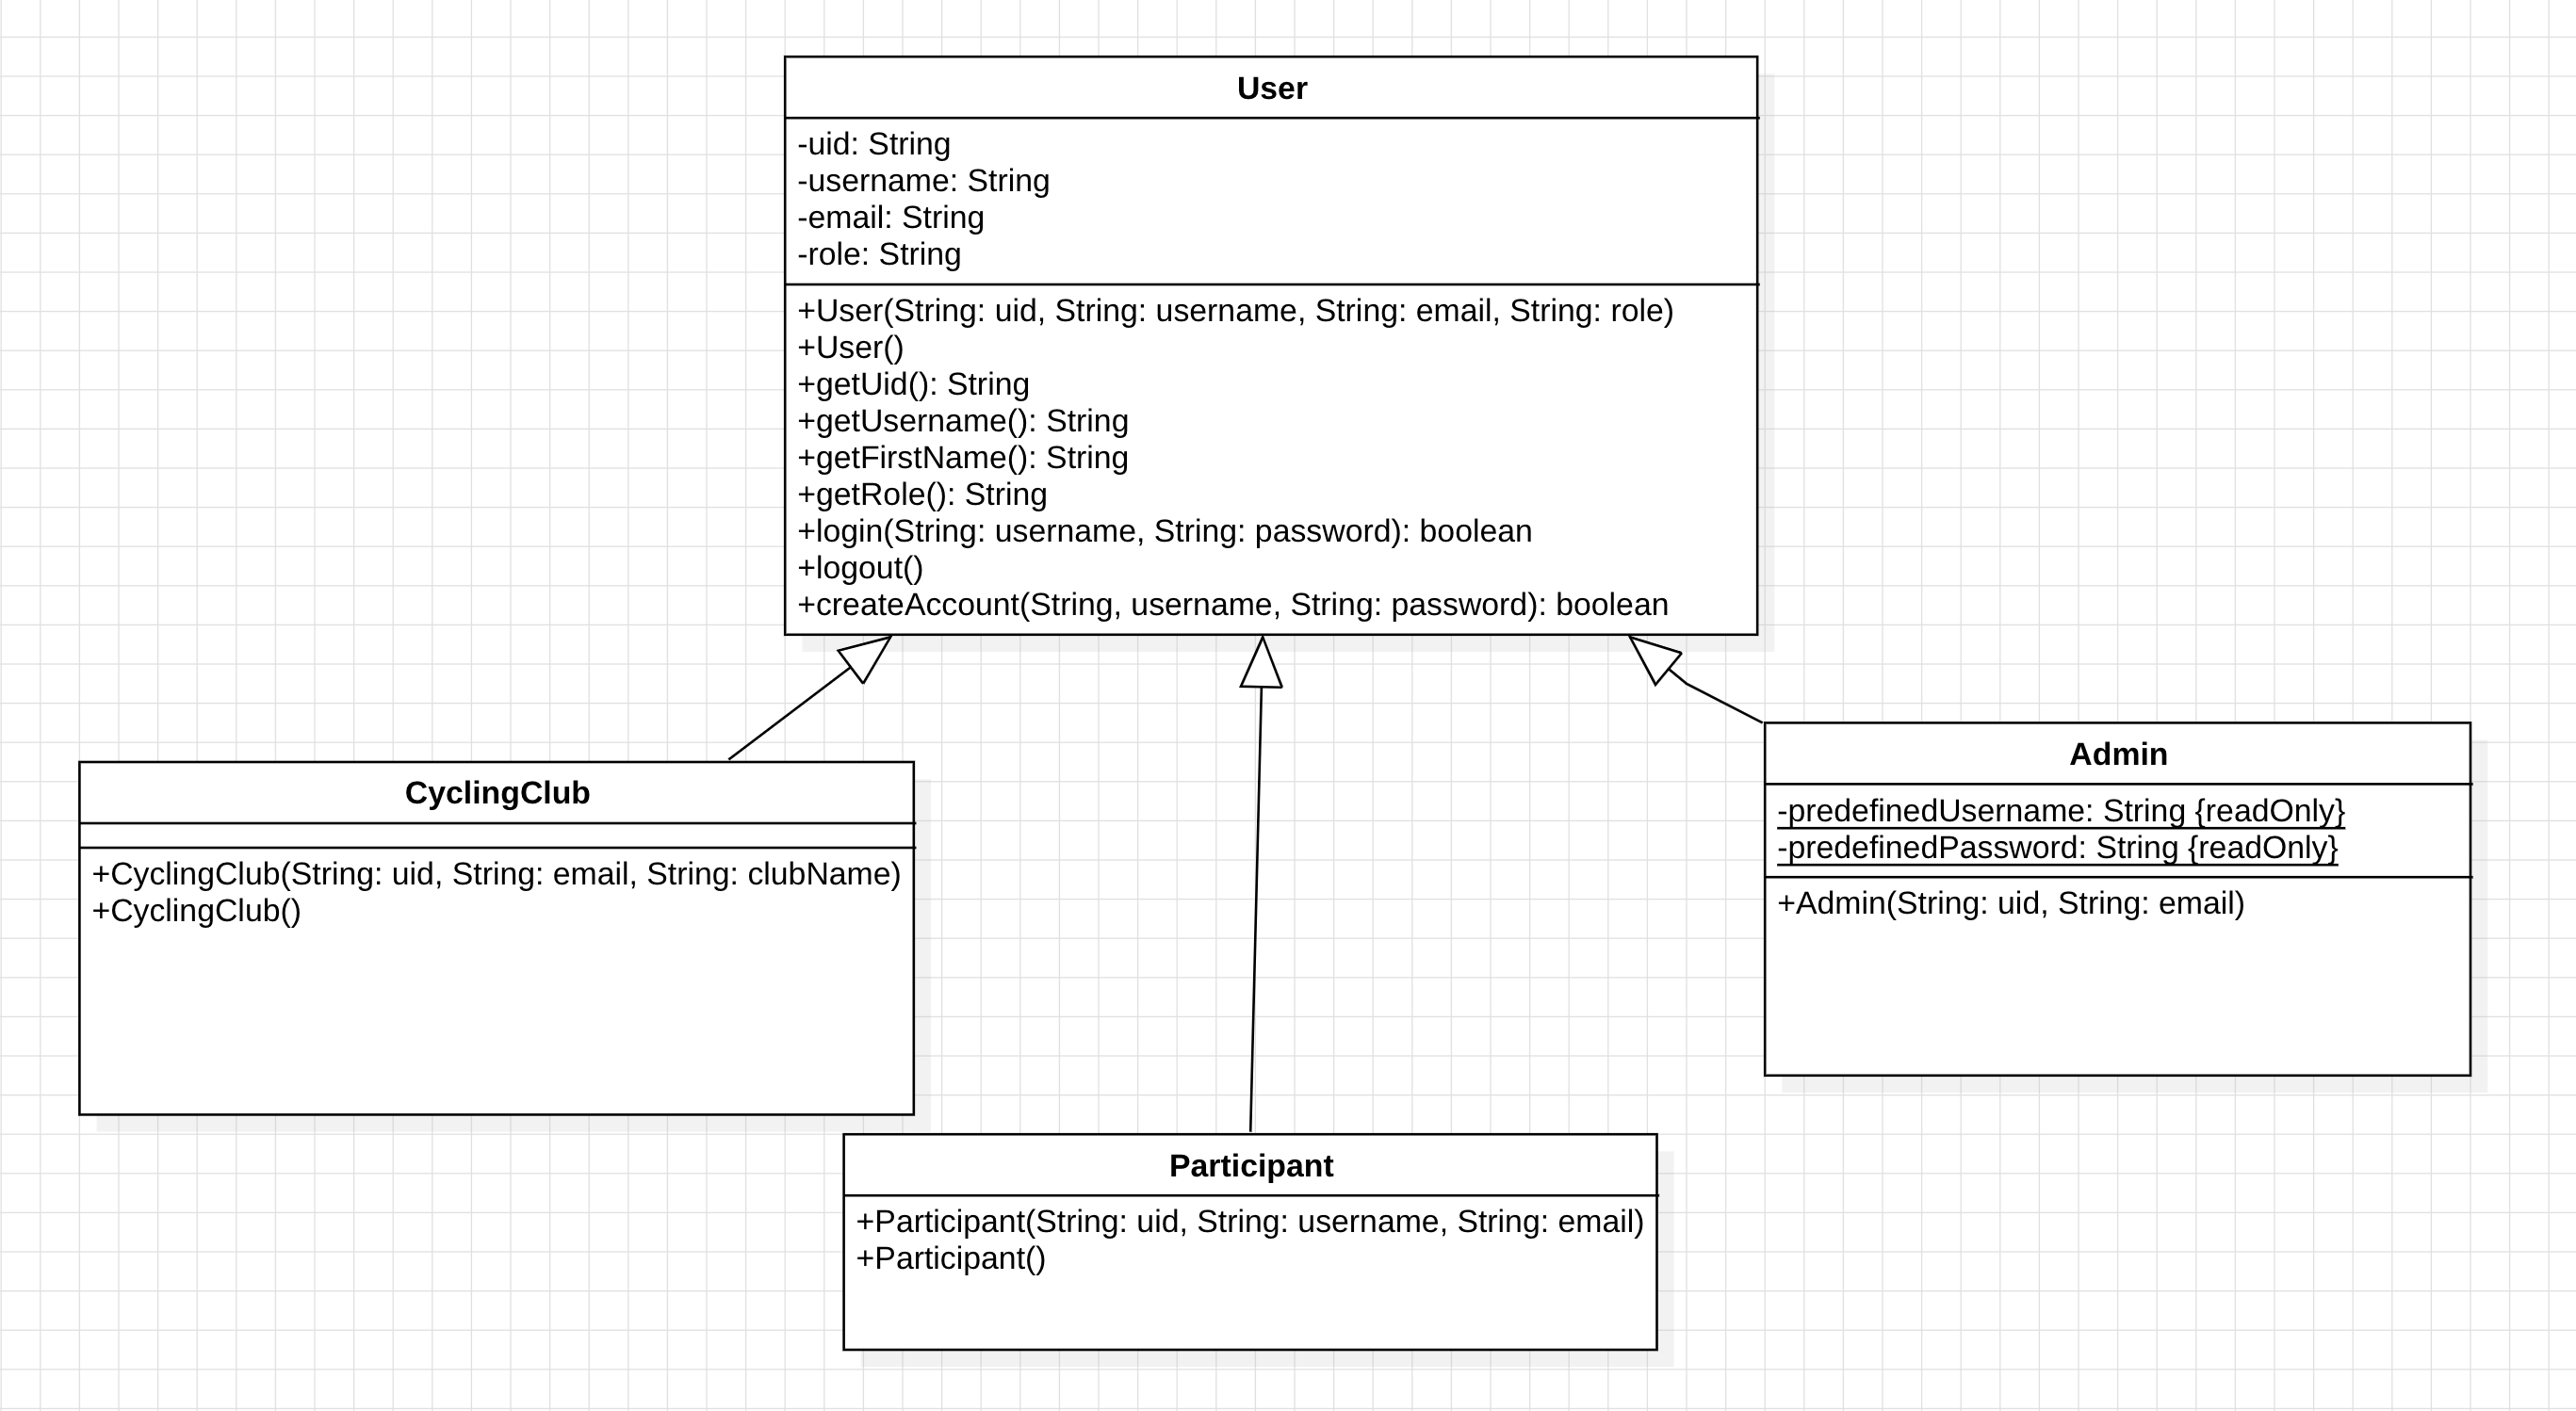 User
-uid: String
-username: String
-email: String
-role: String
+User(String: uid, String: username, String: email, String: role)
+User()
+getUid(): String
+getUsername(): String
+getFirstName(): String
+getRole(): String
+login(String: username, String: password): boolean
+logout()
+createAccount(String, username, String: password): boolean
CyclingClub
+CyclingClub(String: uid, String: email, String: clubName)
+CyclingClub()
Admin
-predefinedUsername: String {readOnly}
-predefinedPassword: String {readOnly}
+Admin(String: uid, String: email)
Participant
+Participant(String: uid, String: username, String: email)
+Participant()